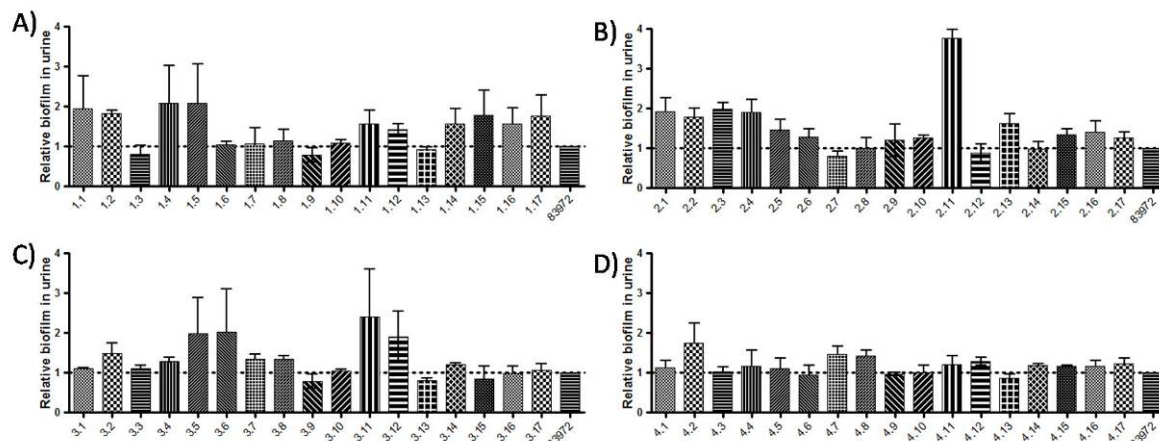 A)
Relative biofilm in urine
4
3
2
1
0
1.1 1.2 1.3 1.4 1.5 1.6 1.7 1.8 1.9 1.10 1.11 1.12 1.13 1.14 1.15 1.16 1.17 83972
B)
Relative biofilm in urine
4
3
2
1
0
2.1 2.2 2.3 2.4 2.5 2.6 2.7 2.8 2.9 2.10 2.11 2.12 2.13 2.14 2.15 2.16 2.17 83972
C)
Relative biofilm in urine
4
3
2
1
0
3.1 3.2 3.3 3.4 3.5 3.6 3.7 3.8 3.9 3.10 3.11 3.12 3.13 3.14 3.15 3.16 3.17 83972
D)
Relative biofilm in urine
4
3
2
1
0
4.1 4.2 4.3 4.4 4.5 4.6 4.7 4.8 4.9 4.10 4.11 4.12 4.13 4.14 4.15 4.16 4.17 83972